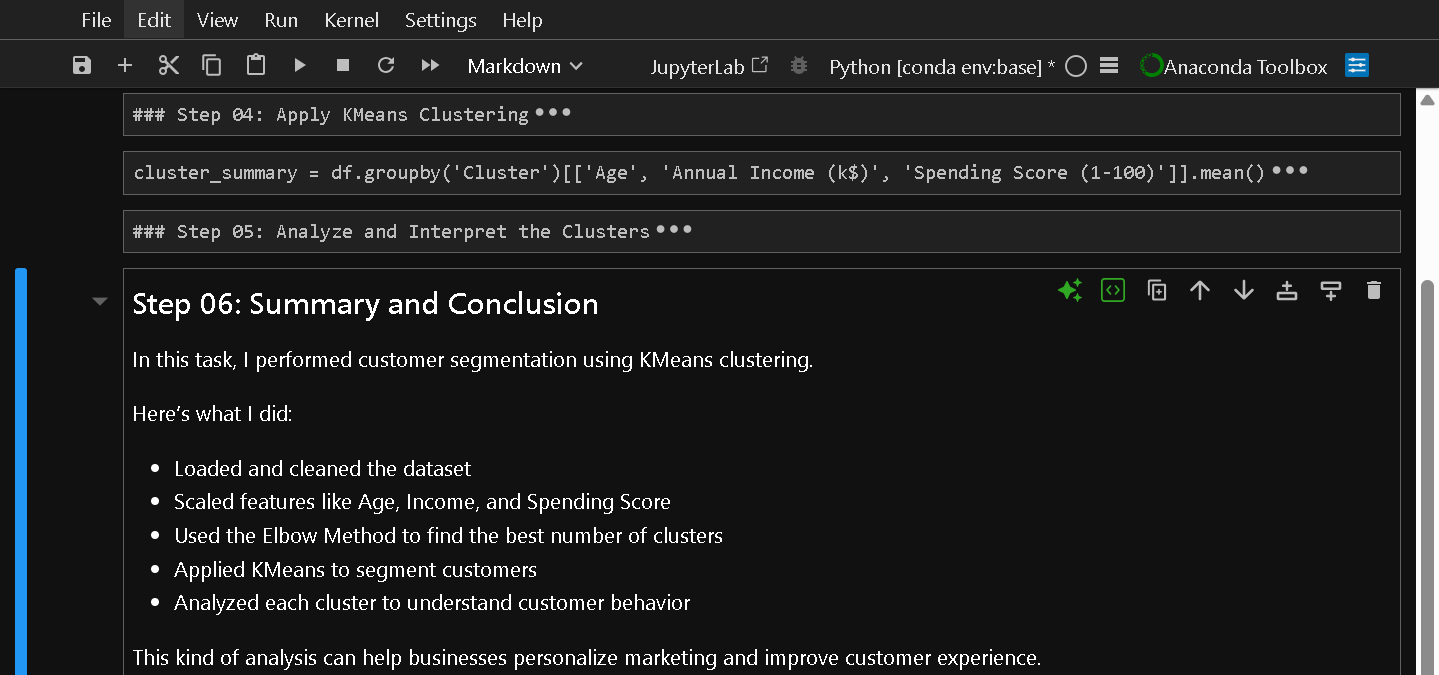 File Edit View Run Kernel Settings Help
Markdown JupyterLab Python [conda env:base] * Anaconda Toolbox
### Step 04: Apply KMeans Clustering•••
cluster_summary = df.groupby('Cluster')[['Age', 'Annual Income (k$)', 'Spending Score (1-100)']].mean()•••
### Step 05: Analyze and Interpret the Clusters•••
Step 06: Summary and Conclusion
In this task, I performed customer segmentation using KMeans clustering.
Here’s what I did:
• Loaded and cleaned the dataset
• Scaled features like Age, Income, and Spending Score
• Used the Elbow Method to find the best number of clusters
• Applied KMeans to segment customers
• Analyzed each cluster to understand customer behavior
This kind of analysis can help businesses personalize marketing and improve customer experience.